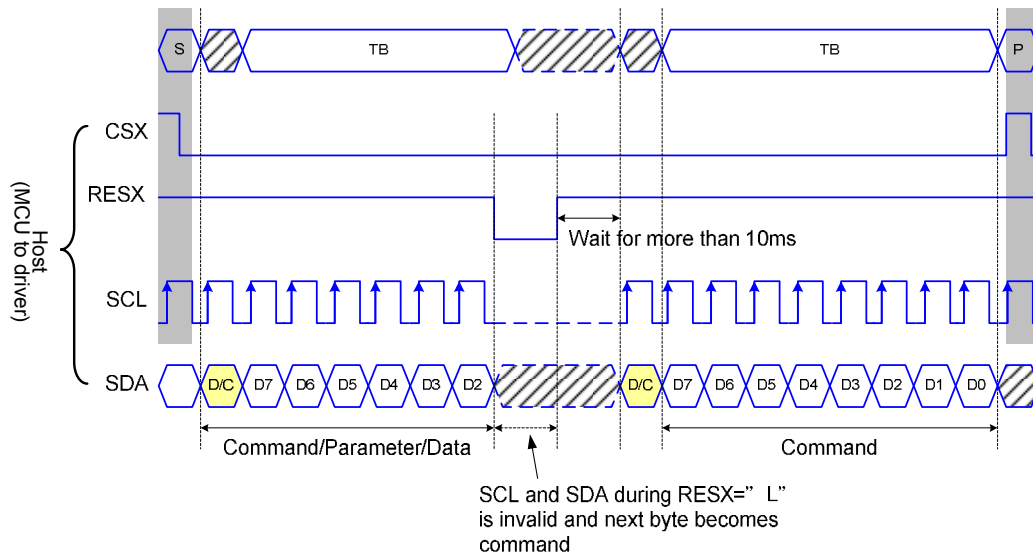 S TB TB P
CSX
RESX
Wait for more than 10ms
Host
(MCU to driver)
SCL
SDA D/C D7 D6 D5 D4 D3 D2 D/C D7 D6 D5 D4 D3 D2 D1 D0
Command/Parameter/Data Command
SCL and SDA during RESX=” L”
is invalid and next byte becomes
command